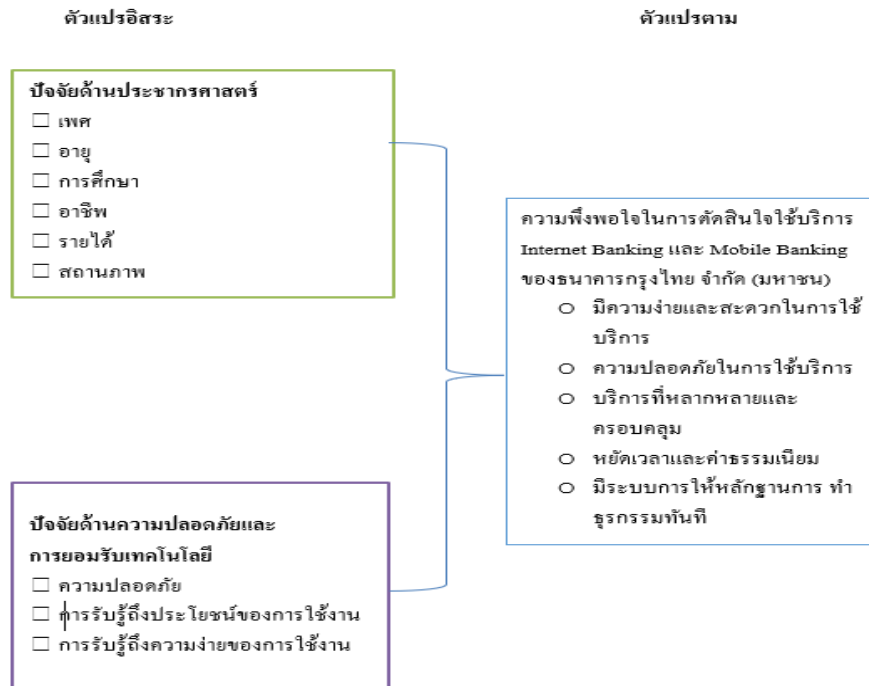 ตัวแปรอิสระ
ตัวแปรตาม
ปัจจัยด้านประชากรศาสตร์
เพศ
อายุ
การศึกษา
อาชีพ
รายได้
สถานภาพ
ปัจจัยด้านความปลอดภัยและ
การยอมรับเทคโนโลยี
ความปลอดภัย
การรับรู้ถึงประโยชน์ของการใช้งาน
การรับรู้ถึงความง่ายของการใช้งาน
ความพึงพอใจในการตัดสินใจใช้บริการ
Internet Banking และ Mobile Banking
ของธนาคารกรุงไทย จำกัด (มหาชน)
มีความง่ายและสะดวกในการใช้
บริการ
ความปลอดภัยในการใช้บริการ
บริการที่หลากหลายและ
ครอบคลุม
หยัดเวลาและค่าธรรมเนียม
มีระบบการให้หลักฐานการ ทำ
ธุรกรรมทันที